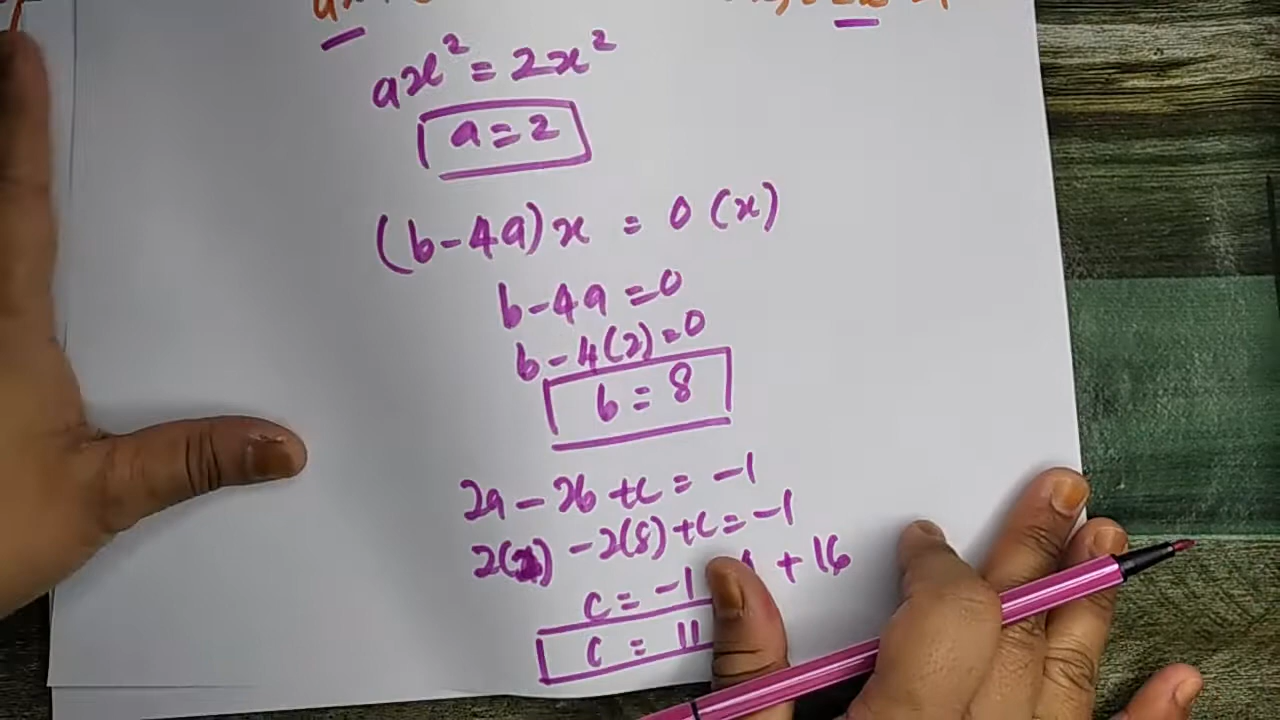 ax² = 2x²
a = 2
(b-4a)x = 0 (x)
b-4a = 0
b-4(2) = 0
b = 8
2a - 2b + c = -1
2(2) - 2(8) + c = -1
c = -1 + 16
c = 11